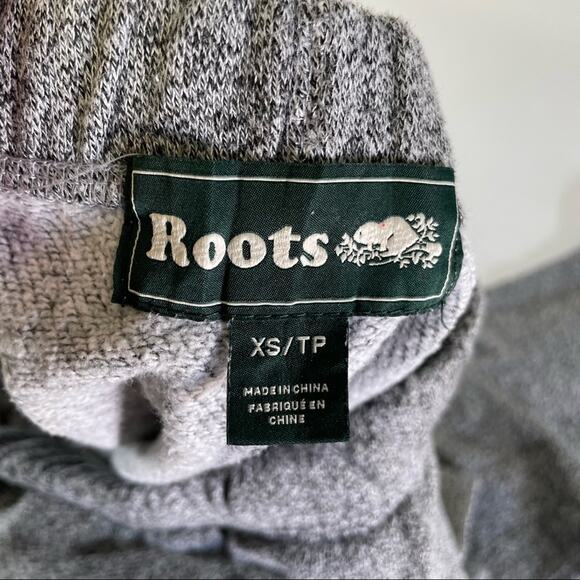 Roots
XS/TP
MADE IN CHINA
FABRIQUÉ EN
CHINE